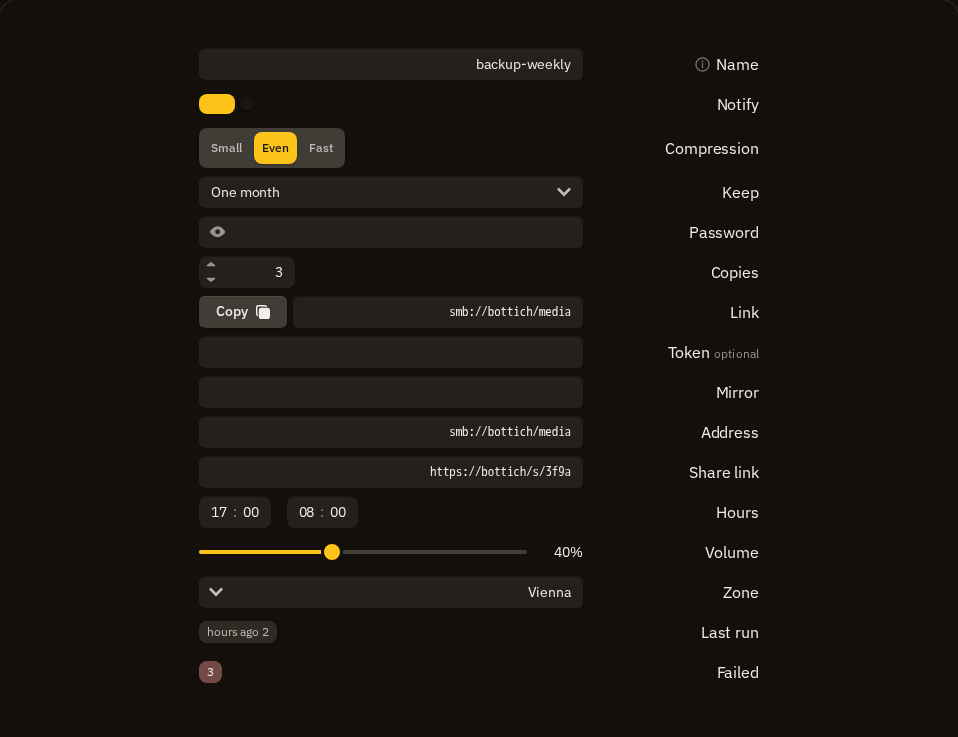 Name
backup-weekly
Notify
Compression
Small Even Fast
Keep
One month
Password
Copies
3
Link
smb://bottich/media
Copy
Token optional
Mirror
Address
smb://bottich/media
Share link
https://bottich/s/3f9a
Hours
17 : 00 08 : 00
Volume
40%
Zone
Vienna
Last run
hours ago 2
Failed
3